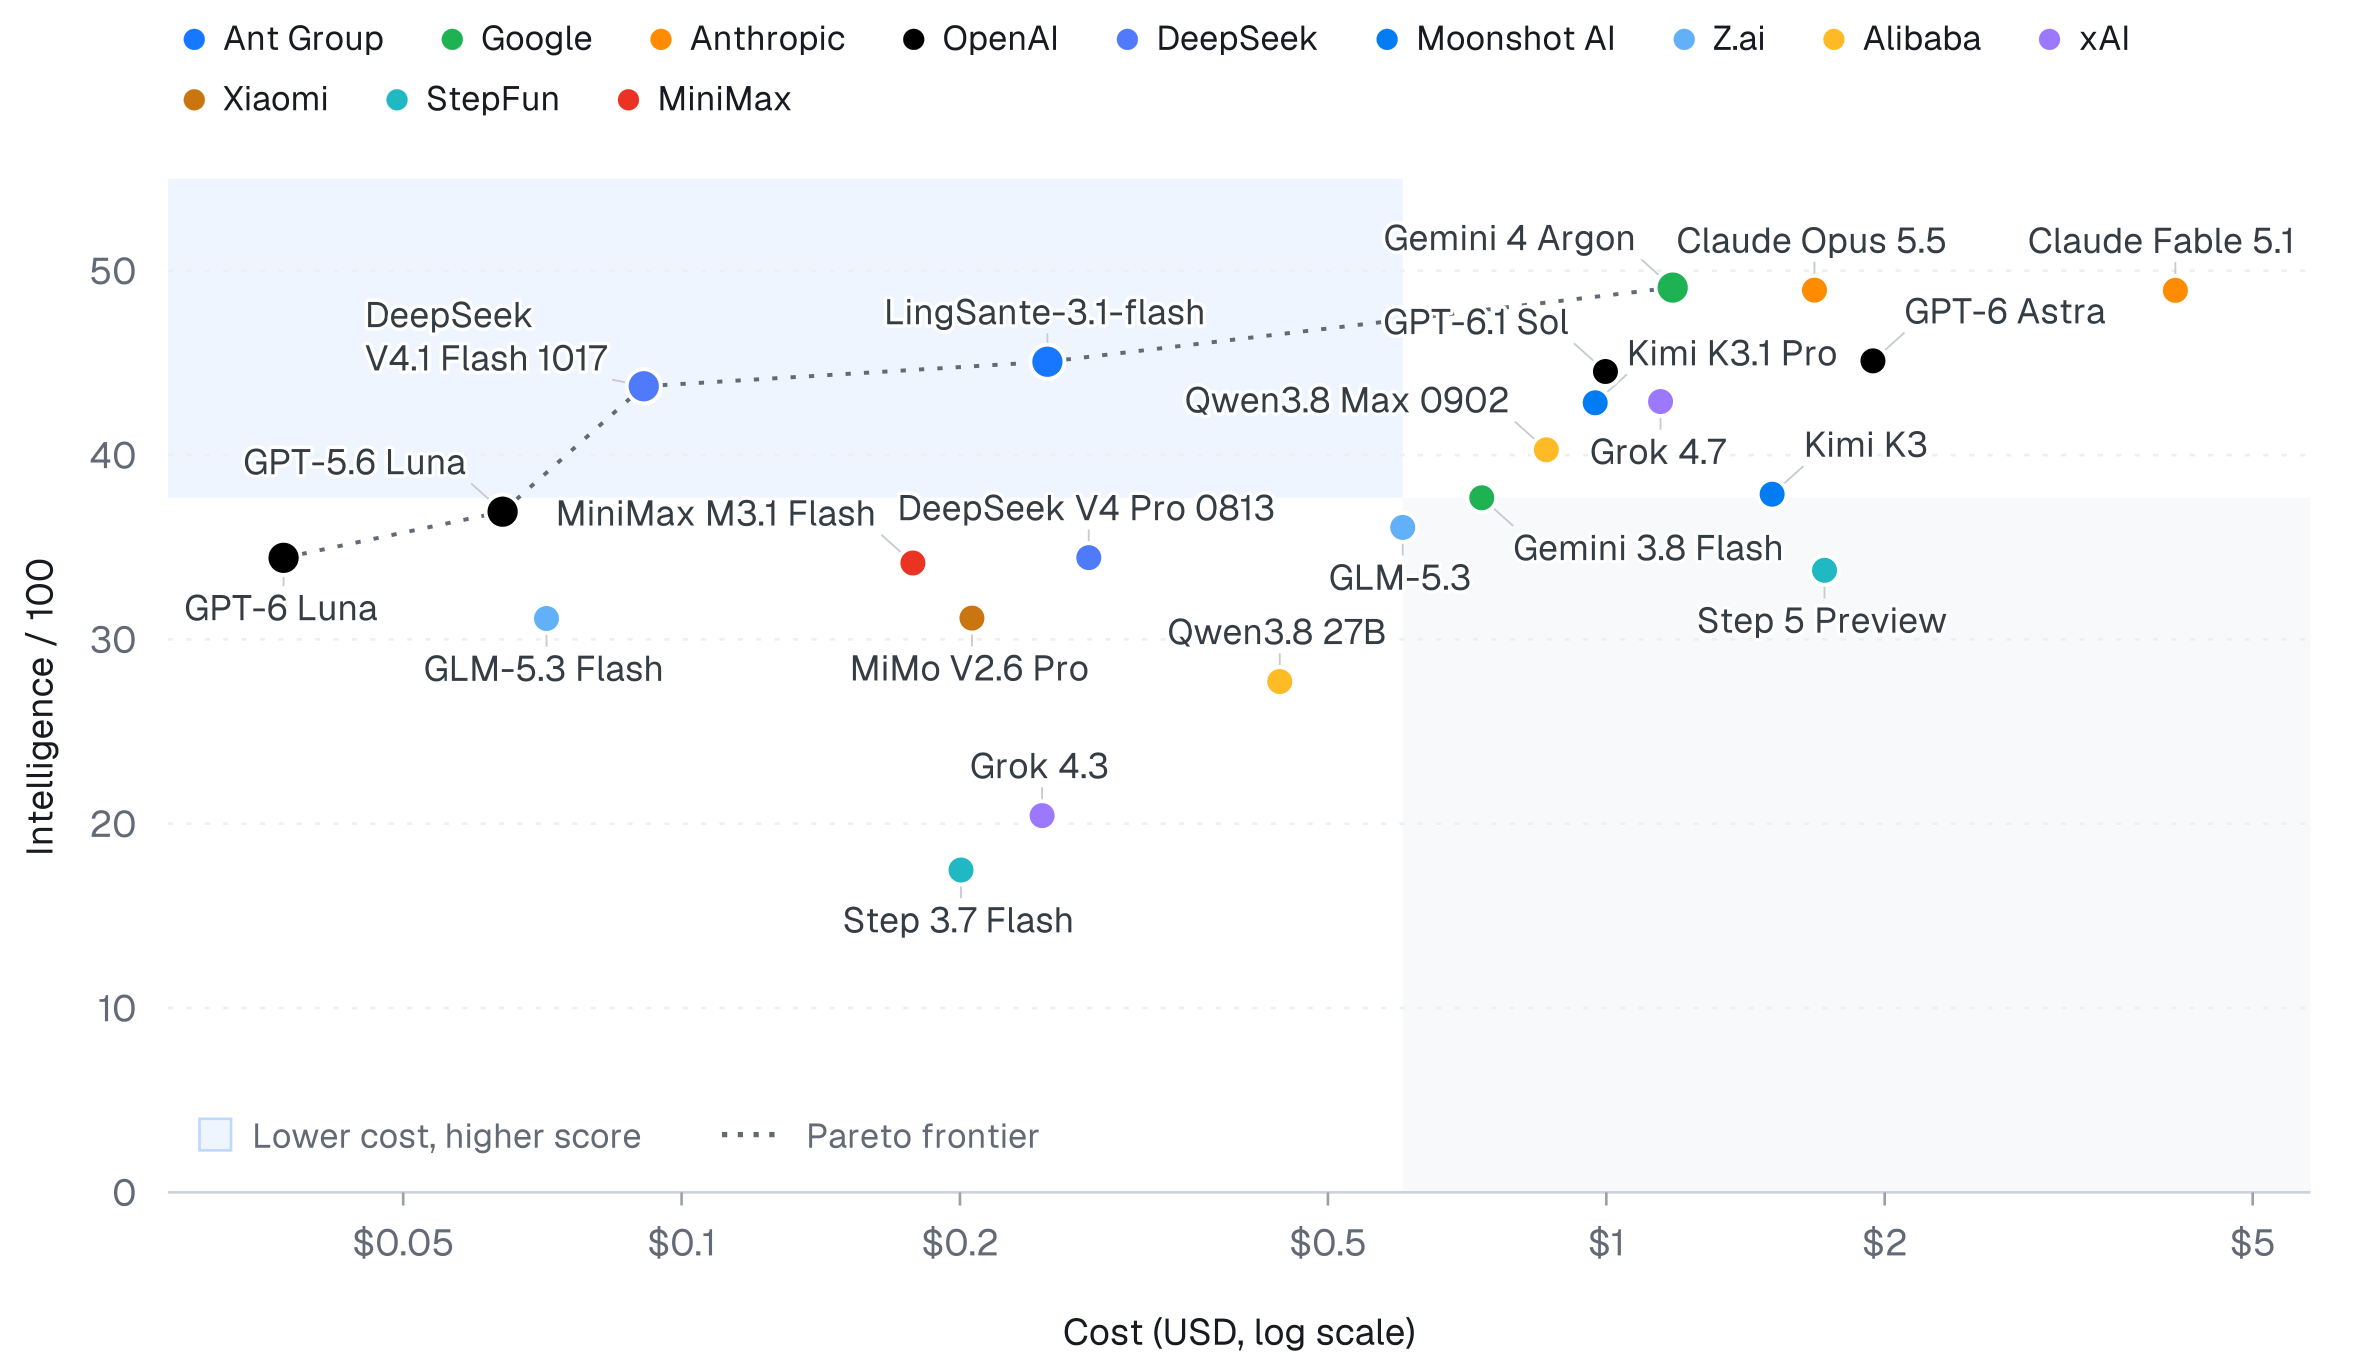 Ant Group Google Anthropic OpenAI DeepSeek Moonshot AI Z.ai Alibaba xAI
Xiaomi StepFun MiniMax
Gemini 4 Argon
Claude Opus 5.5
Claude Fable 5.1
50
DeepSeek
V4.1 Flash 1017
LingSante-3.1-flash
GPT-6.1 Sol
GPT-6 Astra
Kimi K3.1 Pro
Qwen3.8 Max 0902
40
GPT-5.6 Luna
Grok 4.7
Kimi K3
MiniMax M3.1 Flash
DeepSeek V4 Pro 0813
Gemini 3.8 Flash
GLM-5.3
GPT-6 Luna
Step 5 Preview
30
Qwen3.8 27B
GLM-5.3 Flash
MiMo V2.6 Pro
Intelligence / 100
Grok 4.3
20
Step 3.7 Flash
10
Lower cost, higher score
Pareto frontier
0
$0.05 $0.1 $0.2 $0.5 $1 $2 $5
Cost (USD, log scale)